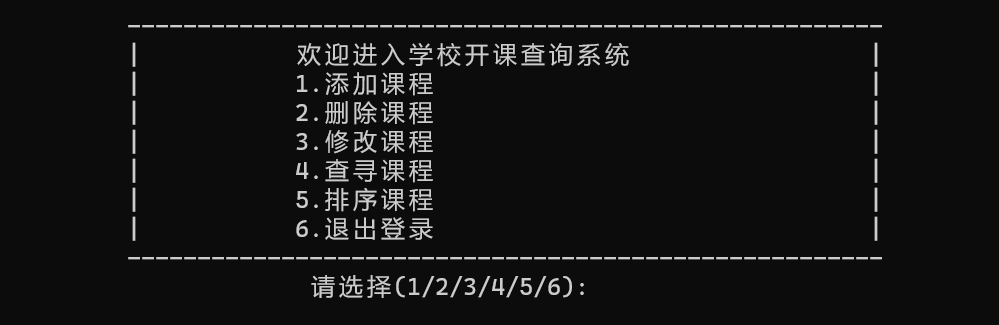 欢迎进入学校开课查询系统
1.添加课程
2.删除课程
3.修改课程
4.查寻课程
5.排序课程
6.退出登录
请选择(1/2/3/4/5/6):